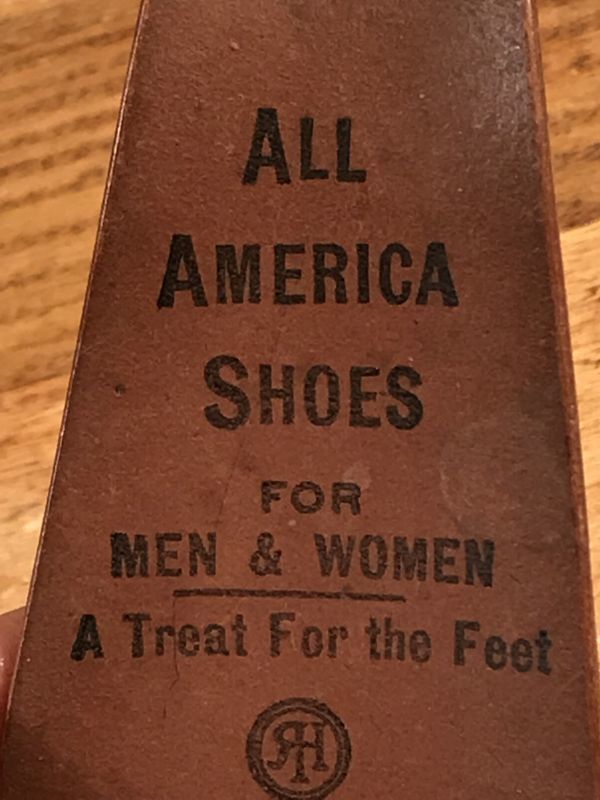 ALL
AMERICA
SHOES
FOR
MEN & WOMEN
A Treat For the Feet